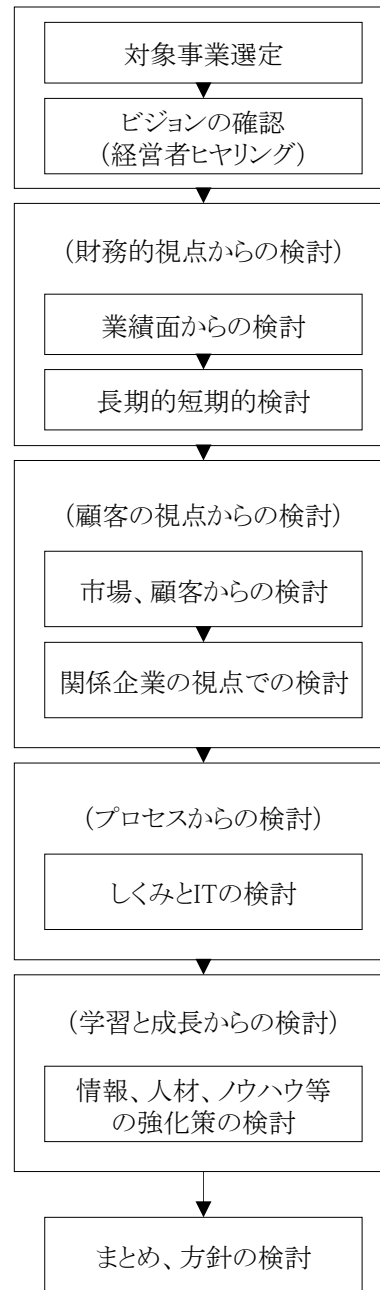 対象事業選定
ビジョンの確認
（経営者ヒヤリング）
（財務的視点からの検討）
業績面からの検討
長期的短期的検討
（顧客の視点からの検討）
市場、顧客からの検討
関係企業の視点での検討
（プロセスからの検討）
しくみとITの検討
（学習と成長からの検討）
情報、人材、ノウハウ等
の強化策の検討
まとめ、方針の検討